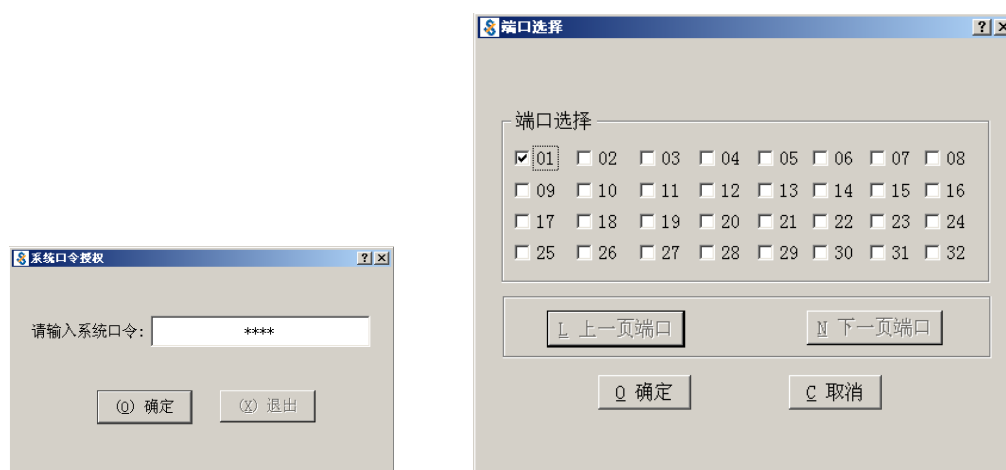 系统口令授权
请输入系统口令: ****
(O) 确定 (X) 退出
端口选择
端口选择
01 02 03 04 05 06 07 08
09 10 11 12 13 14 15 16
17 18 19 20 21 22 23 24
25 26 27 28 29 30 31 32
L 上一页端口 N 下一页端口
O 确定 C 取消